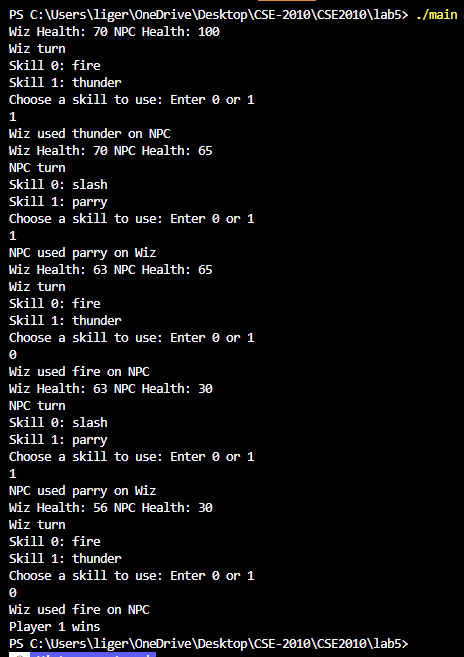 PS C:\Users\liger\OneDrive\Desktop\CSE-2010\CSE2010\lab5> ./main
Wiz Health: 70 NPC Health: 100
Wiz turn
Skill 0: fire
Skill 1: thunder
Choose a skill to use: Enter 0 or 1
1
Wiz used thunder on NPC
Wiz Health: 70 NPC Health: 65
NPC turn
Skill 0: slash
Skill 1: parry
Choose a skill to use: Enter 0 or 1
1
NPC used parry on Wiz
Wiz Health: 63 NPC Health: 65
Wiz turn
Skill 0: fire
Skill 1: thunder
Choose a skill to use: Enter 0 or 1
0
Wiz used fire on NPC
Wiz Health: 63 NPC Health: 30
NPC turn
Skill 0: slash
Skill 1: parry
Choose a skill to use: Enter 0 or 1
1
NPC used parry on Wiz
Wiz Health: 56 NPC Health: 30
Wiz turn
Skill 0: fire
Skill 1: thunder
Choose a skill to use: Enter 0 or 1
0
Wiz used fire on NPC
Player 1 wins
PS C:\Users\liger\OneDrive\Desktop\CSE-2010\CSE2010\lab5>